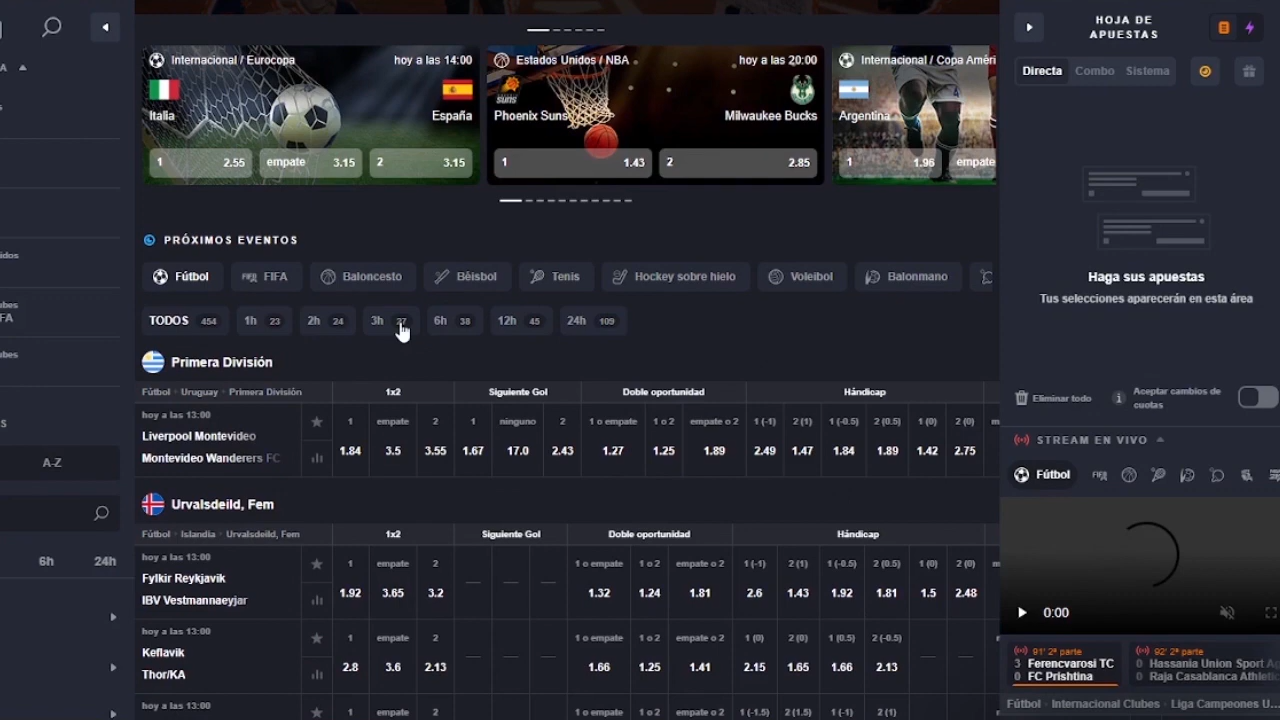 HOJA DE
APUESTAS
Directa Combo Sistema
Internacional / Eurocopa hoy a las 14:00
Italia España
1 2.55 empate 3.15 2 3.15
Estados Unidos / NBA hoy a las 20:00
SUNS
Phoenix Suns Milwaukee Bucks
1 1.43 2 2.85
Internacional / Copa Améri
Argentina
1 1.96 empate
Haga sus apuestas
Tus selecciones aparecerán en esta área
PRÓXIMOS EVENTOS
Fútbol FIFA Baloncesto Béisbol Tenis Hockey sobre hielo Voleibol Balonmano
TODOS 454 1h 23 2h 24 3h 27 6h 38 12h 45 24h 109
Primera División
Fútbol · Uruguay · Primera División 1x2 Siguiente Gol Doble oportunidad Hándicap
hoy a las 13:00 1 empate 2 1 ninguno 2 1 o empate 1 o 2 empate o 2 1 (-1) 2 (1) 1 (-0.5) 2 (0.5) 1 (0) 2 (0) m
Liverpool Montevideo
Montevideo Wanderers FC
1.84 3.5 3.55 1.67 17.0 2.43 1.27 1.25 1.89 2.49 1.47 1.84 1.89 1.42 2.75
Urvalsdeild, Fem
Fútbol · Islandia · Urvalsdeild, Fem 1x2 Siguiente Gol Doble oportunidad Hándicap
hoy a las 13:00 1 empate 2 1 o empate 1 o 2 empate o 2 1 (-1) 2 (1) 1 (-0.5) 2 (0.5) 1 (0) 2 (0) m
Fylkir Reykjavik
IBV Vestmannaeyjar
1.92 3.65 3.2 — — — 1.32 1.24 1.81 2.6 1.43 1.92 1.81 1.5 2.48
hoy a las 13:00 1 empate 2 1 o empate 1 o 2 empate o 2 1 (0) 2 (0) 1 (0.5) 2 (-0.5) m
Keflavik
Thor/KA
2.8 3.6 2.13 — — — 1.66 1.25 1.41 2.15 1.65 1.66 2.13 — —
hoy a las 13:00 1 empate 2 1 o empate 1 o 2 empate o 2 1 (-1.5) 2 (1.5) 1 (-1) 2 (1) m
Eliminar todo
Aceptar cambios de
cuotas
STREAM EN VIVO
Fútbol FIFA
0:00
91' 2ª parte
3 Ferencvarosi TC
0 FC Prishtina
92' 2ª parte
0 Hassania Union Sport Ag
0 Raja Casablanca Athletic
Fútbol · Internacional Clubes · Liga Campeones U...
A
idos
ubes
FA
ubes
S
A-Z
6h 24h